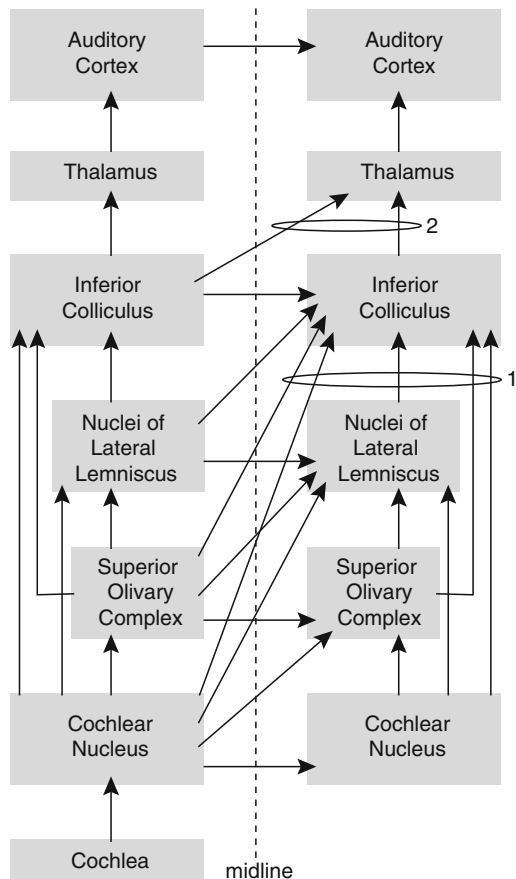 Auditory
Cortex
Auditory
Cortex
Thalamus
Thalamus
2
Inferior
Colliculus
Inferior
Colliculus
1
Nuclei of
Lateral
Lemniscus
Nuclei of
Lateral
Lemniscus
Superior
Olivary
Complex
Superior
Olivary
Complex
Cochlear
Nucleus
Cochlear
Nucleus
Cochlea
midline